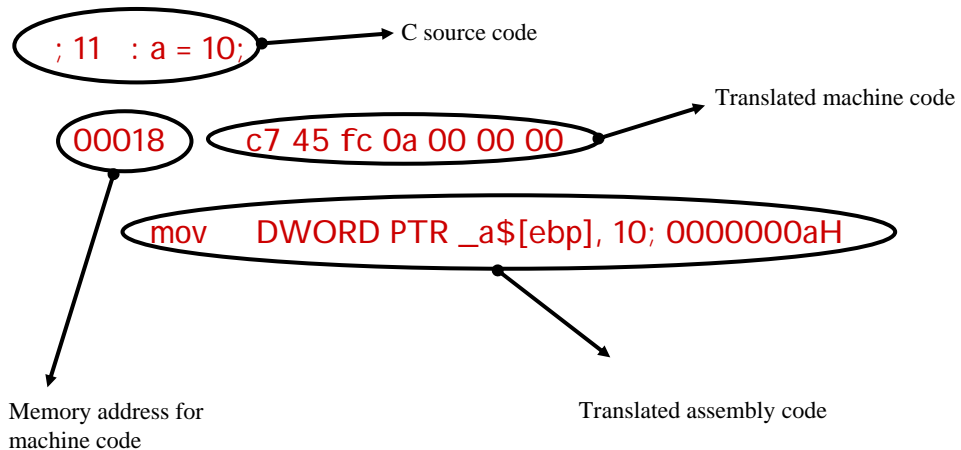 ; 11 : a = 10;
C source code
Translated machine code
00018 c7 45 fc 0a 00 00 00
mov DWORD PTR _a$[ebp], 10; 0000000aH
Memory address for
machine code
Translated assembly code